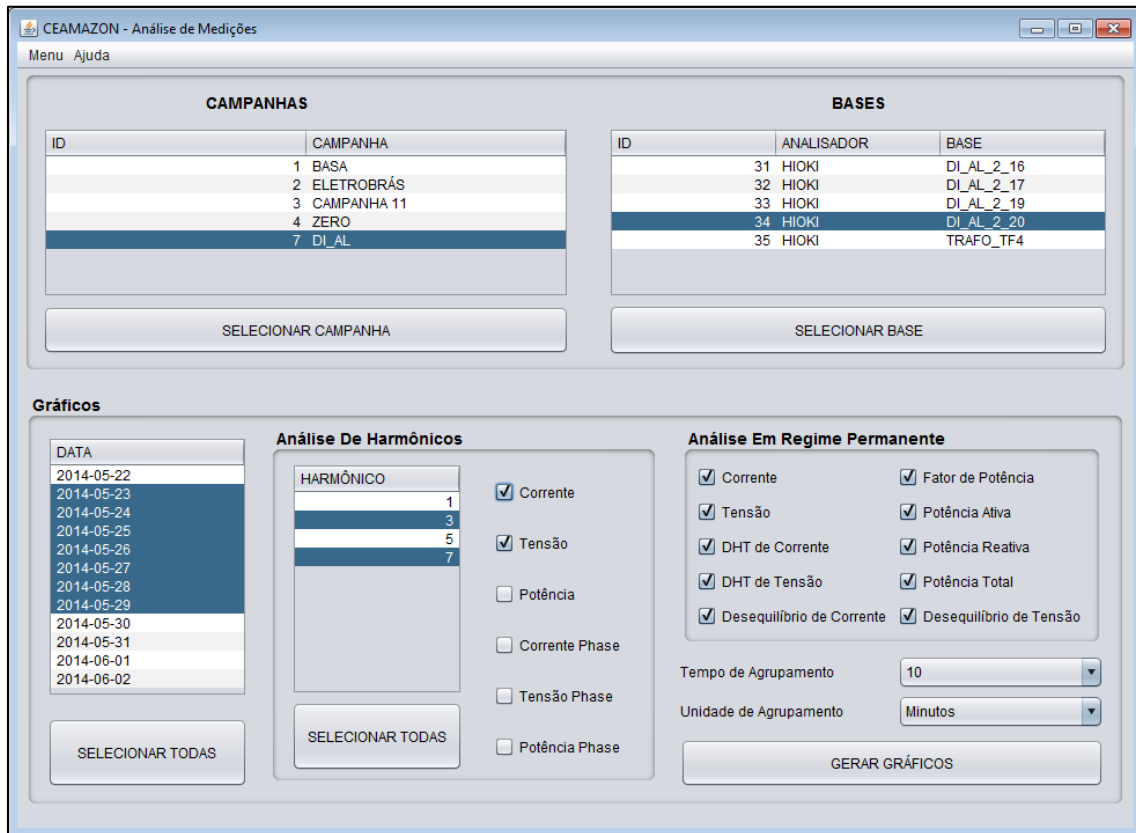 CEAMAZON - Análise de Medições
Menu Ajuda
CAMPANHAS
ID CAMPANHA
1 BASA
2 ELETROBRÁS
3 CAMPANHA 11
4 ZERO
7 DI_AL
SELECIONAR CAMPANHA
BASES
ID ANALISADOR BASE
31 HIOKI DI_AL_2_16
32 HIOKI DI_AL_2_17
33 HIOKI DI_AL_2_19
34 HIOKI DI_AL_2_20
35 HIOKI TRAFO_TF4
SELECIONAR BASE
Gráficos
DATA
2014-05-22
2014-05-23
2014-05-24
2014-05-25
2014-05-26
2014-05-27
2014-05-28
2014-05-29
2014-05-30
2014-05-31
2014-06-01
2014-06-02
SELECIONAR TODAS
Análise De Harmônicos
HARMÔNICO
1
3
5
7
SELECIONAR TODAS
Corrente
Tensão
Potência
Corrente Phase
Tensão Phase
Potência Phase
Análise Em Regime Permanente
Corrente Fator de Potência
Tensão Potência Ativa
DHT de Corrente Potência Reativa
DHT de Tensão Potência Total
Desequilíbrio de Corrente Desequilíbrio de Tensão
Tempo de Agrupamento 10
Unidade de Agrupamento Minutos
GERAR GRÁFICOS